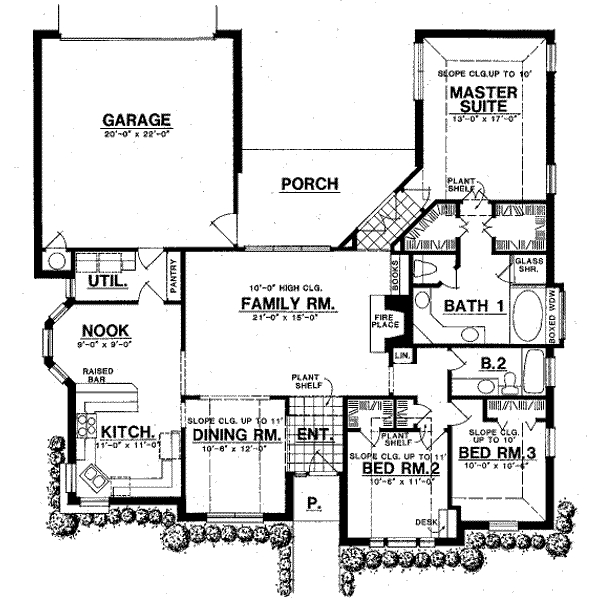 SLOPE CLG. UP TO 10'
MASTER
SUITE
13'-0" x 17'-0"
GARAGE
20'-0" x 22'-0"
PORCH
PLANT
SHELF
UTIL.
PANTRY
10'-0" HIGH CLG.
FAMILY RM.
21'-0" x 15'-0"
BOOKS
GLASS
SHR.
BATH 1
BOXED WDW.
FIRE
PLACE
NOOK
9'-0" x 9'-0"
RAISED
BAR
LIN.
B.2
PLANT
SHELF
KITCH.
11'-0" x 11'-0"
SLOPE CLG. UP TO 11'
DINING RM.
10'-6" x 12'-0"
ENT.
PLANT
SHELF
SLOPE CLG. UP TO 11'
BED RM.2
10'-6" x 11'-0"
SLOPE CLG.
UP TO 10'
BED RM.3
10'-0" x 10'-6"
P.
DESK